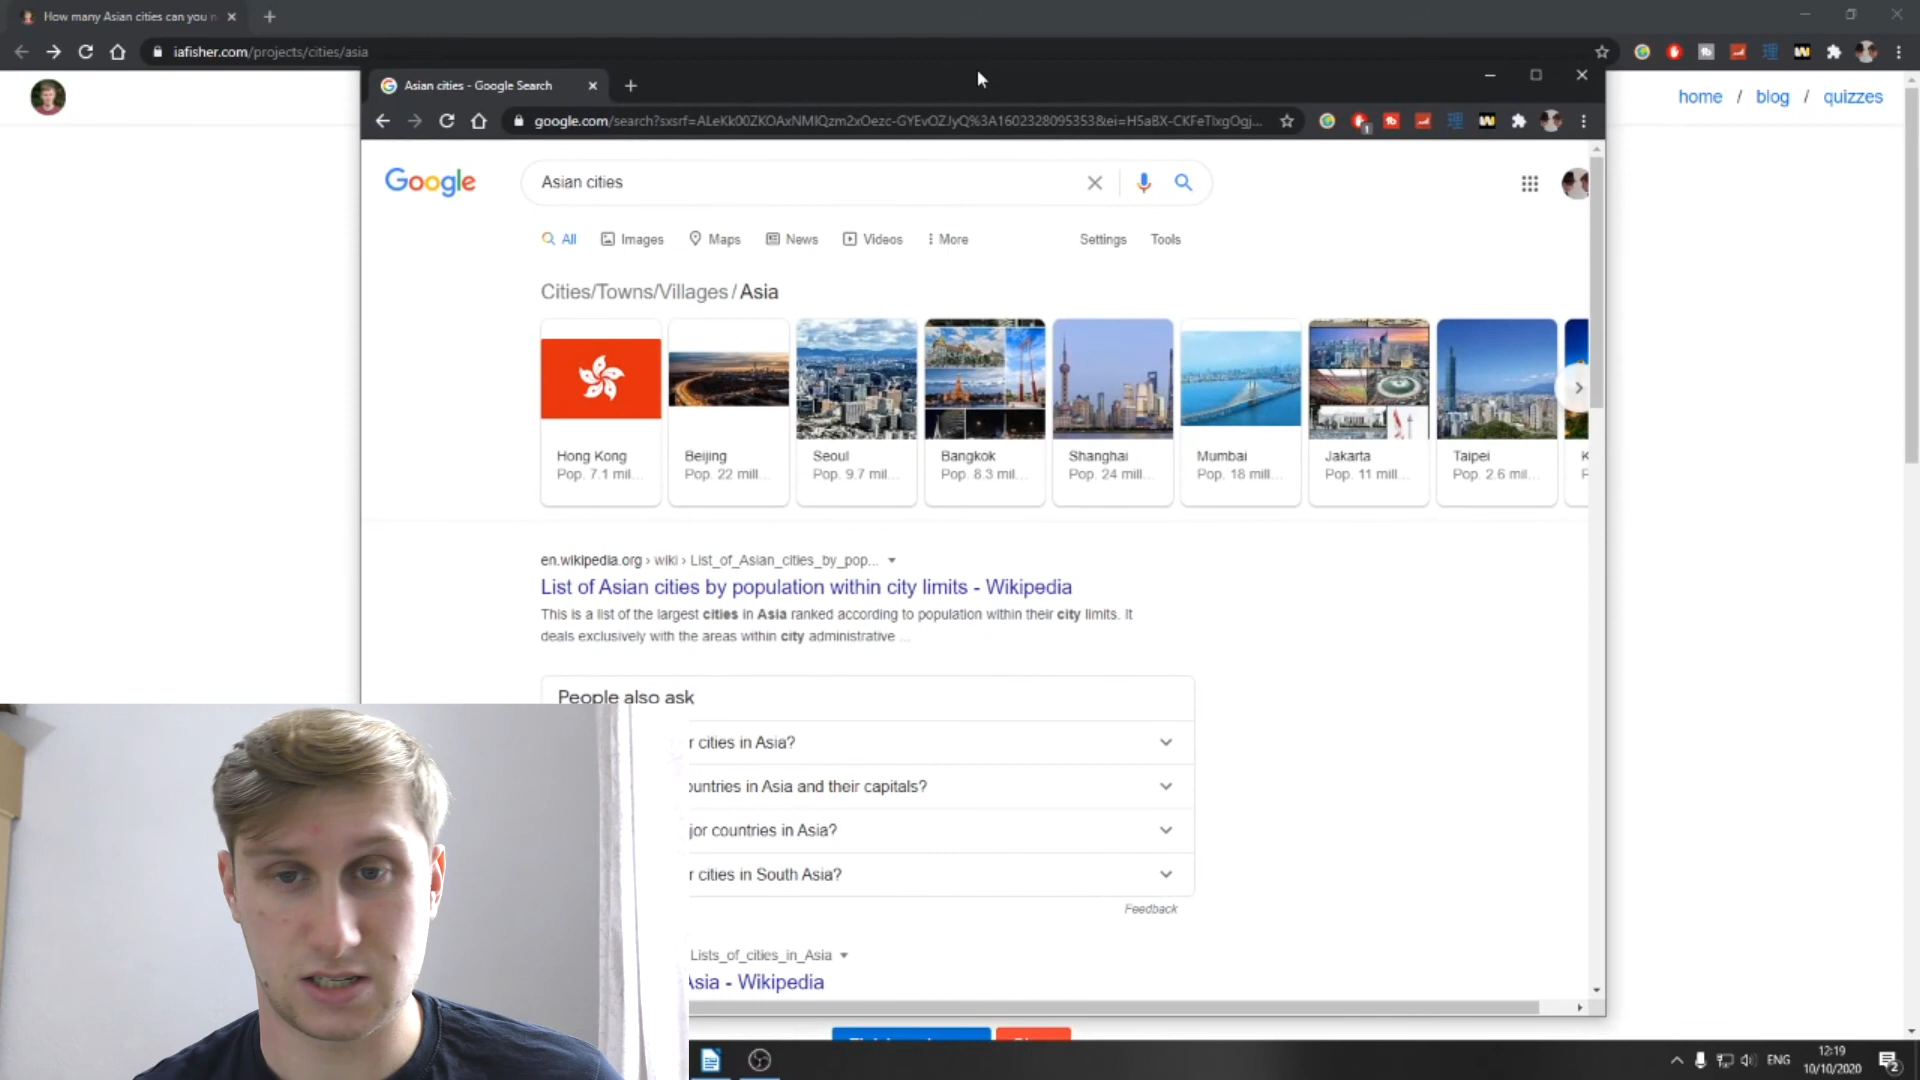 How many Asian cities can you n
iafisher.com/projects/cities/asia
home / blog / quizzes
Asian cities - Google Search
google.com/search?sxsrf=ALeKk00ZKOAxNMIQzm2xOezc-GYEvOZJyQ%3A1602328095353&ei=H5aBX-CKFeTlxgOgj...
1
Google
Asian cities
All Images Maps News Videos More Settings Tools
Cities/Towns/Villages / Asia
Hong Kong Beijing Seoul Bangkok Shanghai Mumbai Jakarta Taipei K
Pop. 7.1 mil... Pop. 22 mill... Pop. 9.7 mil... Pop. 8.3 mil... Pop. 24 mill... Pop. 18 mill... Pop. 11 mill... Pop. 2.6 mil... F
en.wikipedia.org › wiki › List_of_Asian_cities_by_pop...
List of Asian cities by population within city limits - Wikipedia
This is a list of the largest cities in Asia ranked according to population within their city limits. It
deals exclusively with the areas within city administrative ...
People also ask
r cities in Asia?
ountries in Asia and their capitals?
jor countries in Asia?
r cities in South Asia?
Feedback
Lists_of_cities_in_Asia
Asia - Wikipedia
ENG
12:19
10/10/2020
2